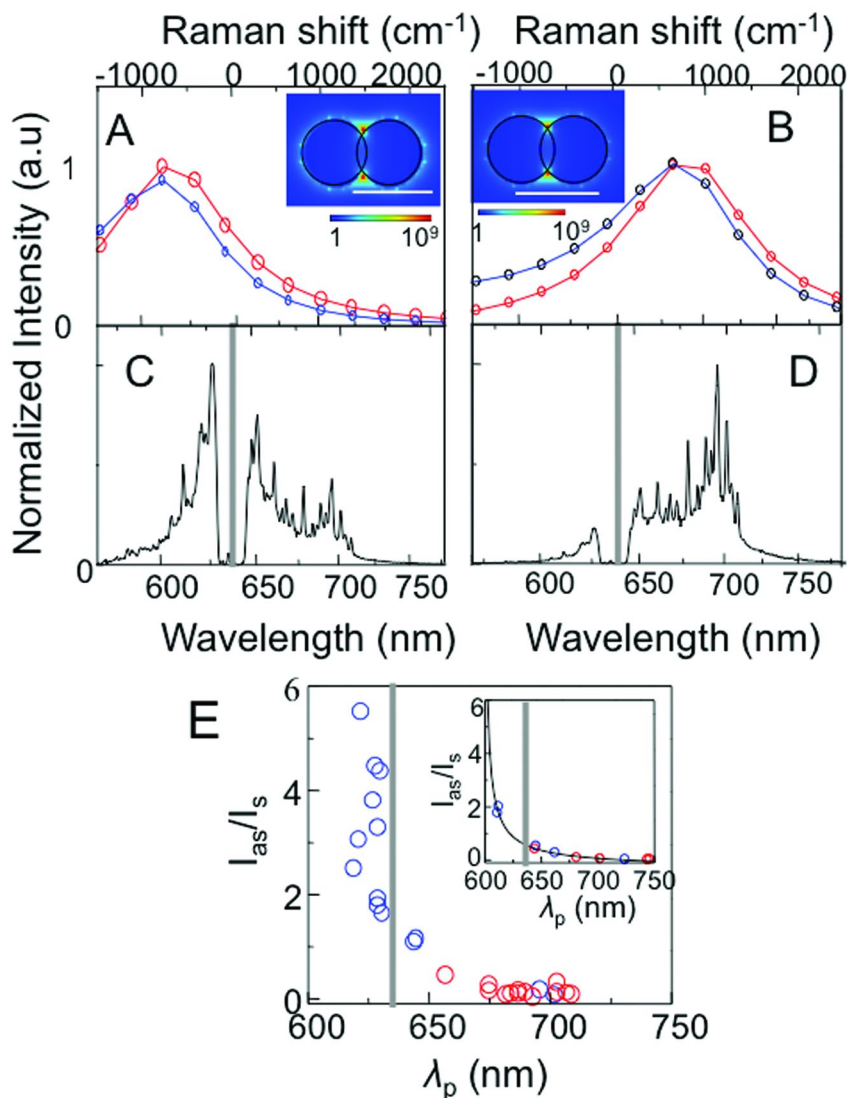 Raman shift (cm-1) Raman shift (cm-1)
-1000 0 1000 2000 -1000 0 1000 2000
A B
1 10⁹ 1 10⁹
Normalized Intensity (a.u)
1
0
C D
0
600 650 700 750 600 650 700 750
Wavelength (nm) Wavelength (nm)
E
Ias/Is
6
4
2
0
600 650 700 750
λp (nm)
Ias/Is
6
4
2
0
600 650 700 750
λp (nm)